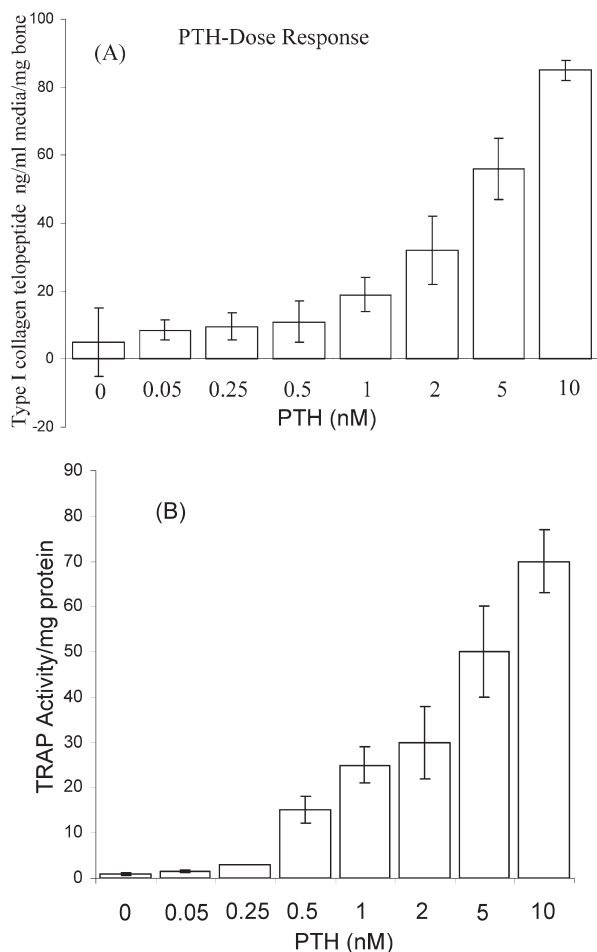 PTH-Dose Response
(A)
Type I collagen telopeptide ng/ml media/mg bone
100
80
60
40
20
0
-20
0 0.05 0.25 0.5 1 2 5 10
PTH (nM)
(B)
TRAP Activity/mg protein
90
80
70
60
50
40
30
20
10
0
0 0.05 0.25 0.5 1 2 5 10
PTH (nM)